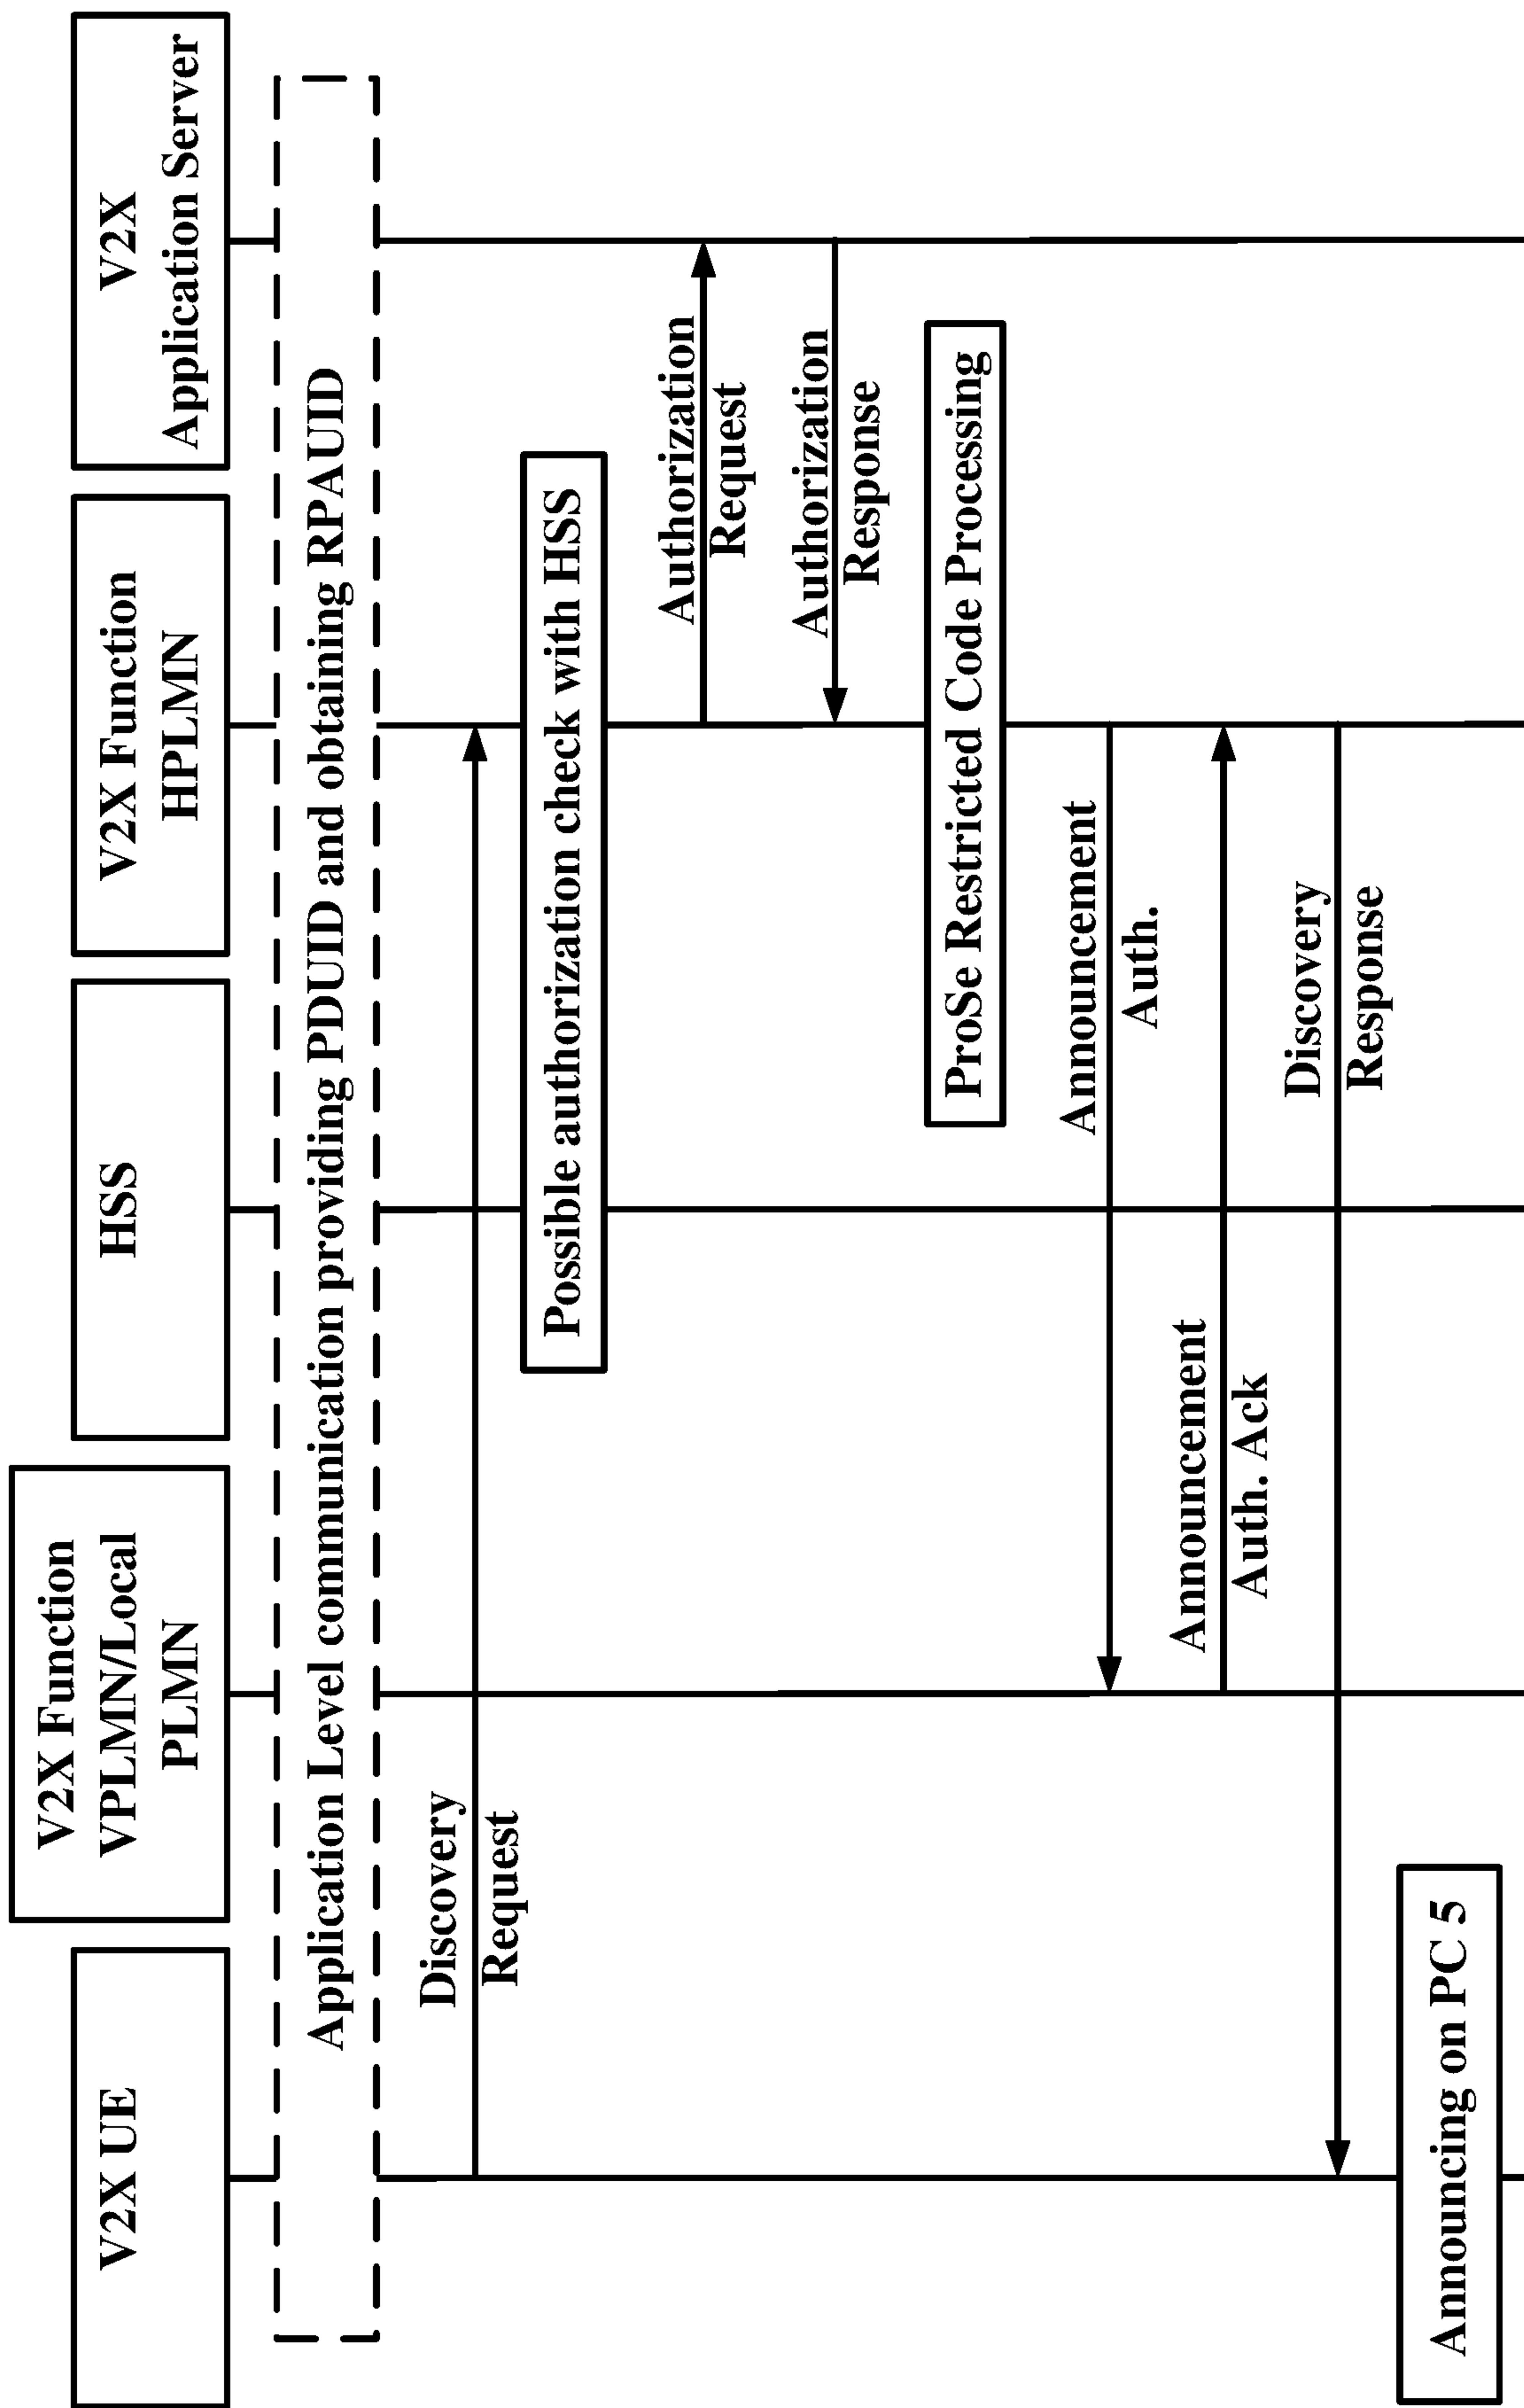 V2X UE
V2X Function
VPLMN/Local
PLMN
HSS
V2X Function
HPLMN
V2X
Application Server
Application Level communication providing PDUID and obtaining RPAUID
Discovery
Request
Possible authorization check with HSS
Authorization
Request
Authorization
Response
ProSe Restricted Code Processing
Announcement
Auth.
Announcement
Auth. Ack
Discovery
Response
Announcing on PC 5